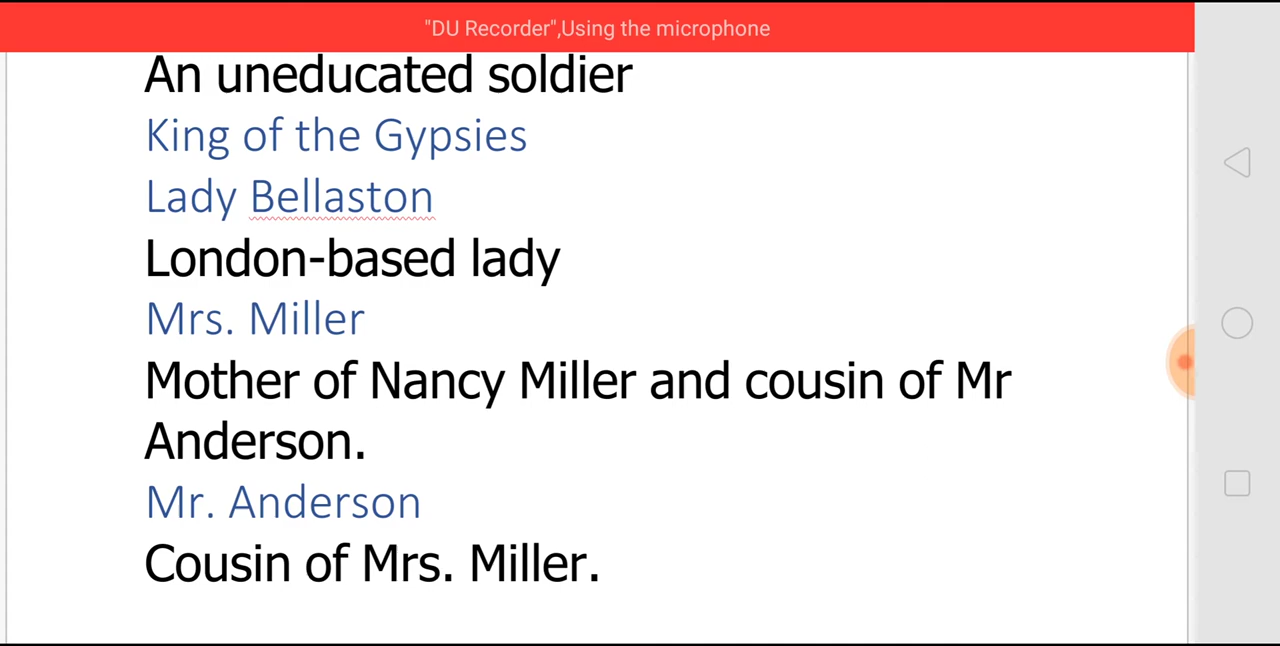 "DU Recorder",Using the microphone
An uneducated soldier
King of the Gypsies
Lady Bellaston
London-based lady
Mrs. Miller
Mother of Nancy Miller and cousin of Mr
Anderson.
Mr. Anderson
Cousin of Mrs. Miller.